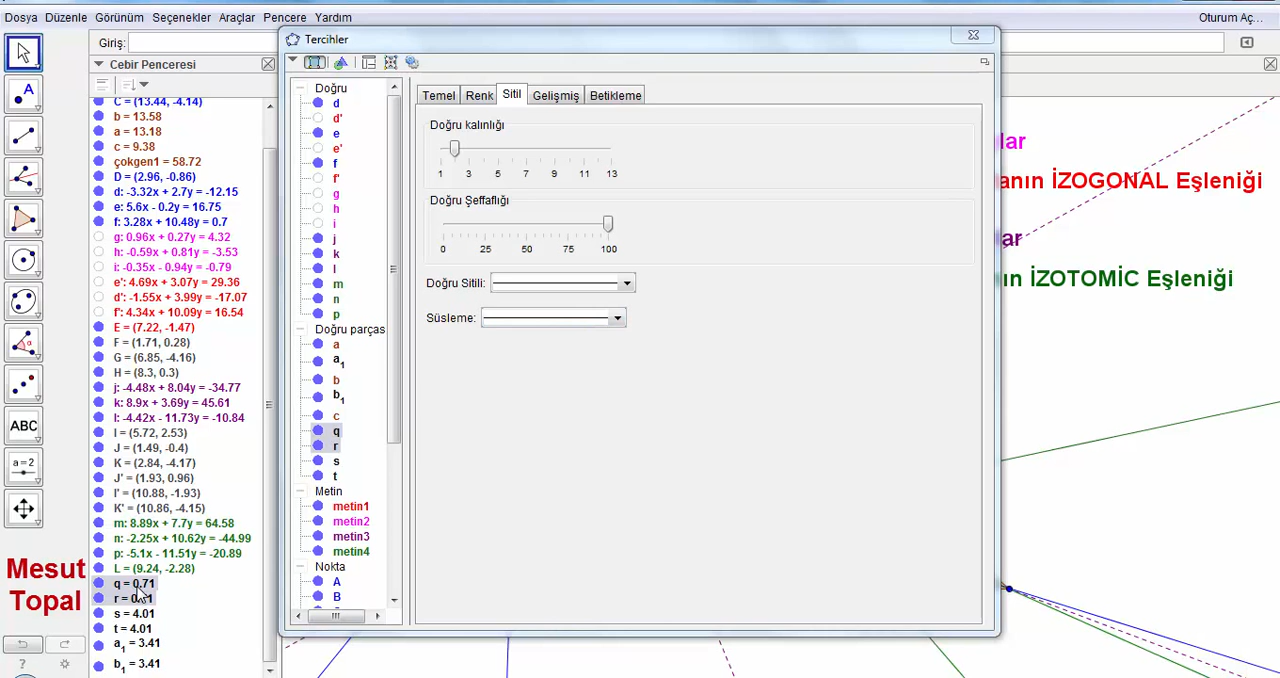 Dosya Düzenle Görünüm Seçenekler Araçlar Pencere Yardım Oturum Aç...
Giriş:
Cebir Penceresi
C = (13.44, -4.14)
b = 13.58
a = 13.18
c = 9.38
çokgen1 = 58.72
D = (2.96, -0.86)
d: -3.32x + 2.7y = -12.15
e: 5.6x - 0.2y = 16.75
f: 3.28x + 10.48y = 0.7
g: 0.96x + 0.27y = 4.32
h: -0.59x + 0.81y = -3.53
i: -0.35x - 0.94y = -0.79
e': 4.69x + 3.07y = 29.36
d': -1.55x + 3.99y = -17.07
f': 4.34x + 10.09y = 16.54
E = (7.22, -1.47)
F = (1.71, 0.28)
G = (6.85, -4.16)
H = (8.3, 0.3)
j: -4.48x + 8.04y = -34.77
k: 8.9x + 3.69y = 45.61
l: -4.42x - 11.73y = -10.84
I = (5.72, 2.53)
J = (1.49, -0.4)
K = (2.84, -4.17)
J' = (1.93, 0.96)
I' = (10.88, -1.93)
K' = (10.86, -4.15)
m: 8.89x + 7.7y = 64.58
n: -2.25x + 10.62y = -44.99
p: -5.1x - 11.51y = -20.89
L = (9.24, -2.28)
q = 0.71
r =
s = 4.01
t = 4.01
a1 = 3.41
b1 = 3.41
ABC
a = 2
Mesut
Topal
?
Tercihler
Doğru
d
d'
e
e'
f
f'
g
h
i
j
k
l
m
n
p
Doğru parças
a
a1
b
b1
c
q
r
s
t
Metin
metin1
metin2
metin3
metin4
Nokta
A
B
Temel Renk Sitil Gelişmiş Betikleme
Doğru kalınlığı
1 3 5 7 9 11 13
Doğru Şeffaflığı
0 25 50 75 100
Doğru Sitili:
Süsleme:
lar
anın İZOGONAL Eşleniği
ar
ın İZOTOMİC Eşleniği